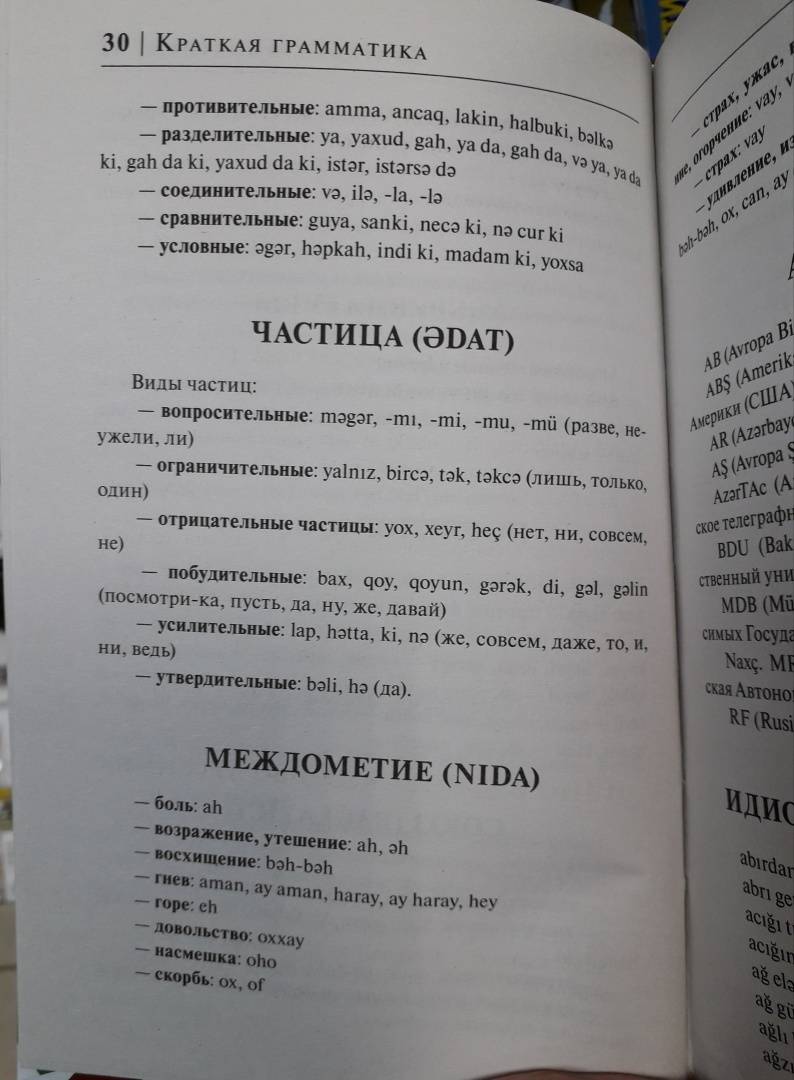 30 | КРАТКАЯ ГРАММАТИКА
— противительные: amma, ancaq, lakin, halbuki, bəlkə
— разделительные: ya, yaxud, gah, ya da, gah da, və ya, ya da
ki, gah da ki, yaxud da ki, istər, istərsə də
— соединительные: və, ilə, -la, -lə
— сравнительные: guya, sanki, necə ki, nə cur ki
— условные: əgər, həpkah, indi ki, madam ki, yoxsa
ЧАСТИЦА (ƏDAT)
Виды частиц:
— вопросительные: məgər, -mı, -mi, -mu, -mü (разве, не-
ужели, ли)
— ограничительные: yalnız, bircə, tək, təkcə (лишь, только,
один)
— отрицательные частицы: yox, xeyr, heç (нет, ни, совсем,
не)
— побудительные: bax, qoy, qoyun, gərək, di, gəl, gəlin
(посмотри-ка, пусть, да, ну, же, давай)
— усилительные: lap, hətta, ki, nə (же, совсем, даже, то, и,
ни, ведь)
— утвердительные: bəli, hə (да).
МЕЖДОМЕТИЕ (NIDA)
— боль: ah
— возражение, утешение: ah, əh
— восхищение: bəh-bəh
— гнев: aman, ay aman, haray, ay haray, hey
— горе: eh
— довольство: oxxay
— насмешка: oho
— скорбь: ox, of
— страх, ужас,
ние, огорчение: vay,
— страх: vay
— удивление,
bəh-bəh, ox, can, ay
AB (Avropa
ABŞ (Amerik
Америки (США)
AR (Azərbay
AŞ (Avropa
AzərTAc
ское телеграф
BDU (Bak
ственный уни
MDB (Mü
симых Госуда
Naxç.
ская Автоно
RF (Rusi
ИДИО
abırdan
abrı
acığı
acığın
ağ
ağ
ağlı
ağzı